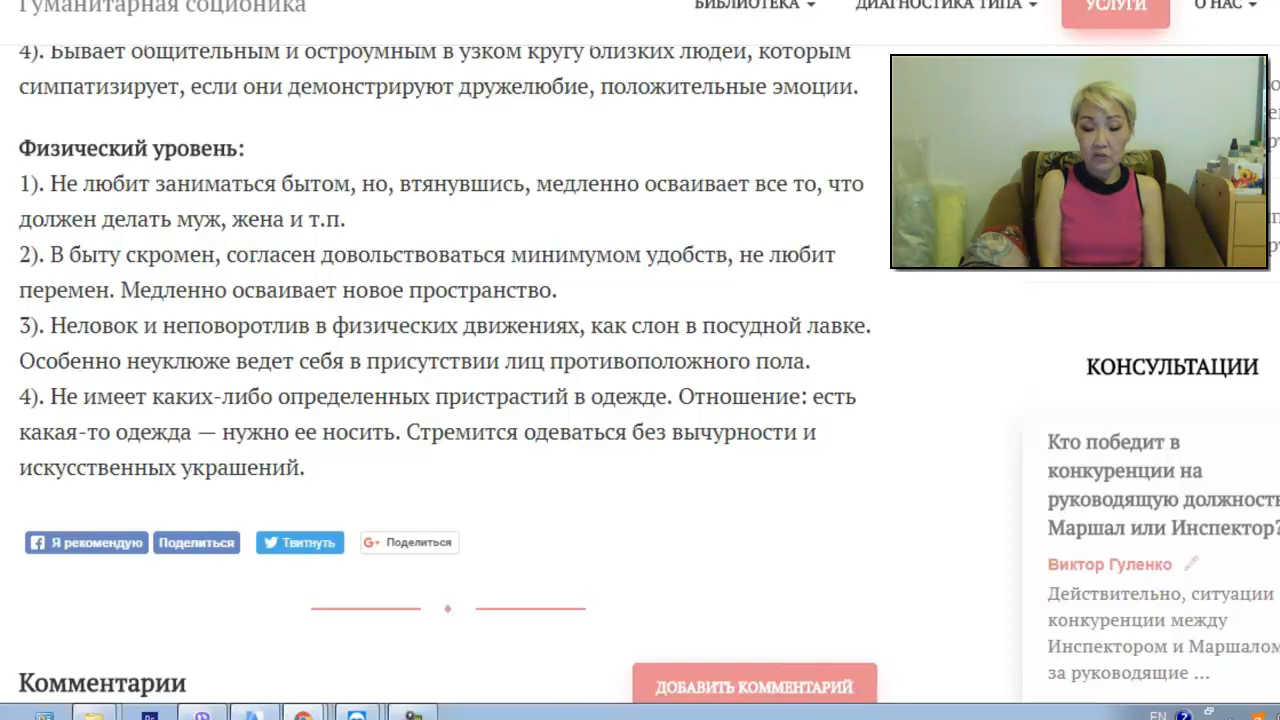 Гуманитарная соционика
БИБЛИОТЕКА
ДИАГНОСТИКА ТИПА
УСЛУГИ
О НАС
4). Бывает общительным и остроумным в узком кругу близких людей, которым
симпатизирует, если они демонстрируют дружелюбие, положительные эмоции.
Физический уровень:
1). Не любит заниматься бытом, но, втянувшись, медленно осваивает все то, что
должен делать муж, жена и т.п.
2). В быту скромен, согласен довольствоваться минимумом удобств, не любит
перемен. Медленно осваивает новое пространство.
3). Неловок и неповоротлив в физических движениях, как слон в посудной лавке.
Особенно неуклюже ведет себя в присутствии лиц противоположного пола.
4). Не имеет каких-либо определенных пристрастий в одежде. Отношение: есть
какая-то одежда — нужно ее носить. Стремится одеваться без вычурности и
искусственных украшений.
Я рекомендую
Поделиться
Твитнуть
G+ Поделиться
Комментарии
ДОБАВИТЬ КОММЕНТАРИЙ
КОНСУЛЬТАЦИИ
Кто победит в
конкуренции на
руководящую должность
Маршал или Инспектор?
Виктор Гуленко
Действительно, ситуации
конкуренции между
Инспектором и Маршалом
за руководящие ...
EN